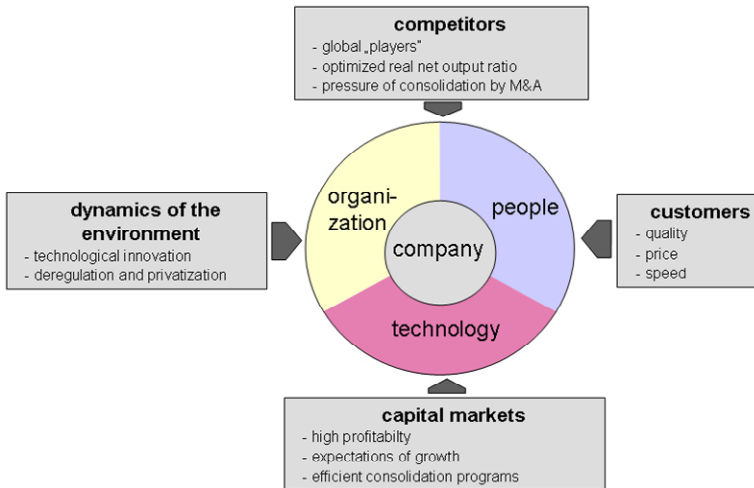 competitors
- global „players"
- optimized real net output ratio
- pressure of consolidation by M&A
organi-
zation
people
company
technology
dynamics of the
environment
- technological innovation
- deregulation and privatization
customers
- quality
- price
- speed
capital markets
- high profitabilty
- expectations of growth
- efficient consolidation programs